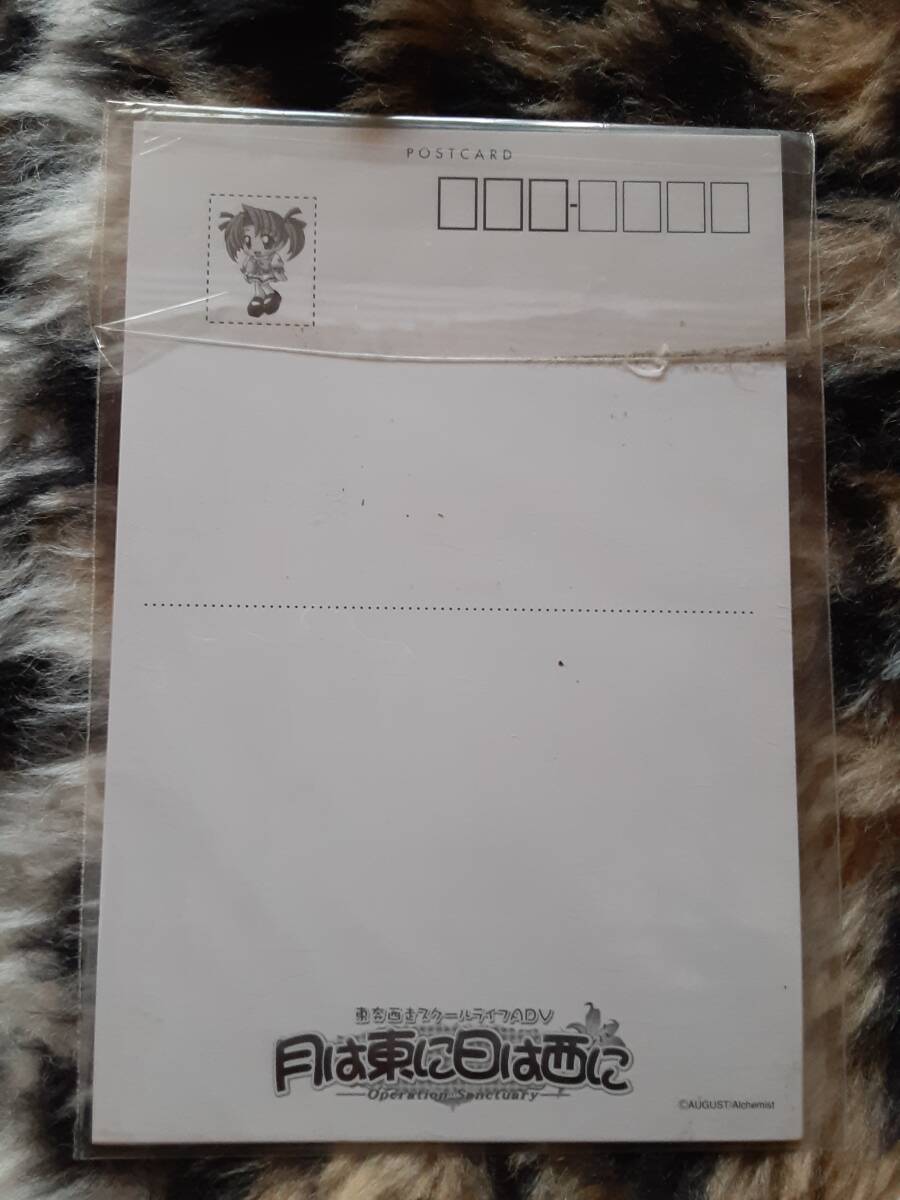 POSTCARD
東奔西走スクールライフADV
月は東に日は西に
Operation Sanctuary
©AUGUST/Alchemist